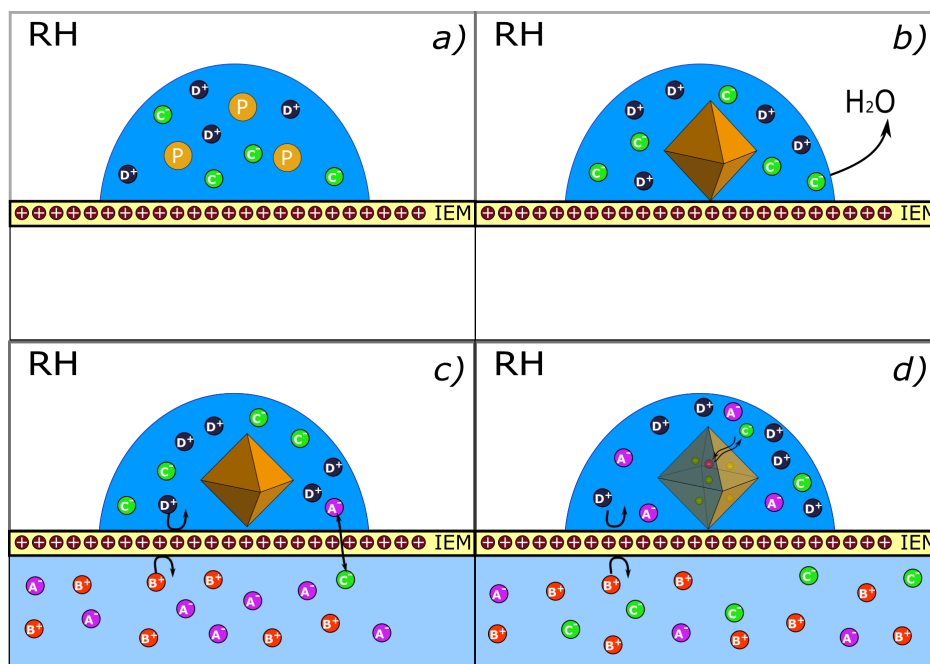 RH
a)
D⁺
C⁻ P D⁺
D⁺
P C⁻ P
D⁺ C⁻ C⁻
+ + + + + + + + + + + + + + + + + + + + + + + IEM
RH
b)
D⁺ D⁺ C⁻ D⁺
H₂O
C⁻ D⁺
C⁻ D⁺ C⁻ C⁻
+ + + + + + + + + + + + + + + + + + + + + + + IEM
RH
c)
C⁻
D⁺ D⁺ C⁻
C⁻ D⁺
C⁻ D⁺ D⁺ A⁻
+ + + + + + + + + + + + + + + + + + + + + + + IEM
A⁻ B⁺ B⁺ B⁺ A⁻ C⁻
A⁻ A⁻ A⁻
B⁺ B⁺ A⁻ B⁺ B⁺ A⁻
RH
d)
D⁺ A⁻
D⁺ C⁻ D⁺
A⁻ D⁺
C⁻
D⁺ A⁻ A⁻ D⁺
+ + + + + + + + + + + + + + + + + + + + + + + IEM
A⁻ B⁺ B⁺ C⁻ B⁺ C⁻
C⁻ C⁻
B⁺ C⁻ B⁺ A⁻ B⁺ B⁺ A⁻ B⁺